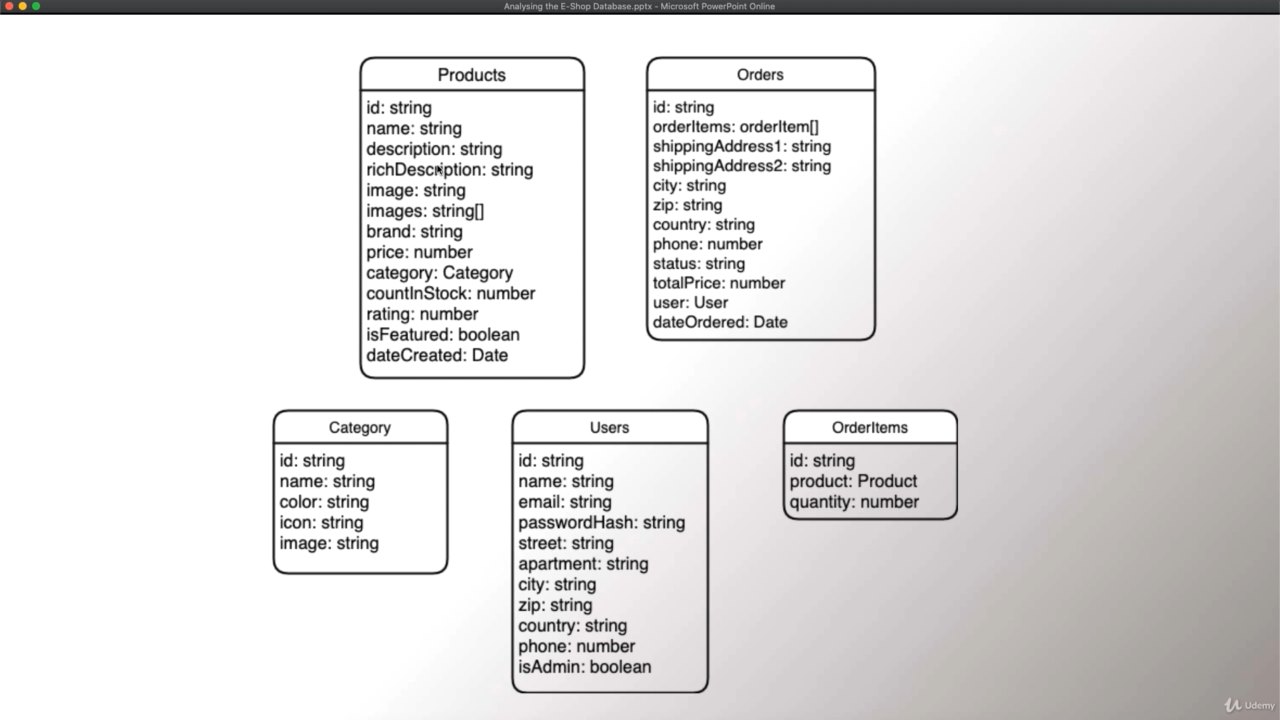 Analysing the E-Shop Database.pptx - Microsoft PowerPoint Online
Products
id: string
name: string
description: string
richDescription: string
image: string
images: string[]
brand: string
price: number
category: Category
countInStock: number
rating: number
isFeatured: boolean
dateCreated: Date
Orders
id: string
orderItems: orderItem[]
shippingAddress1: string
shippingAddress2: string
city: string
zip: string
country: string
phone: number
status: string
totalPrice: number
user: User
dateOrdered: Date
Category
id: string
name: string
color: string
icon: string
image: string
Users
id: string
name: string
email: string
passwordHash: string
street: string
apartment: string
city: string
zip: string
country: string
phone: number
isAdmin: boolean
OrderItems
id: string
product: Product
quantity: number
Udemy